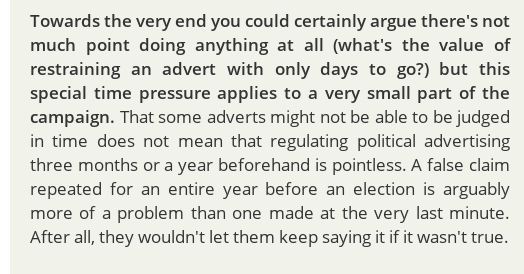 Towards the very end you could certainly argue there's not
much point doing anything at all (what's the value of
restraining an advert with only days to go?) but this
special time pressure applies to a very small part of the
campaign. That some adverts might not be able to be judged
in time does not mean that regulating political advertising
three months or a year beforehand is pointless. A false claim
repeated for an entire year before an election is arguably
more of a problem than one made at the very last minute.
After all, they wouldn't let them keep saying it if it wasn't true.